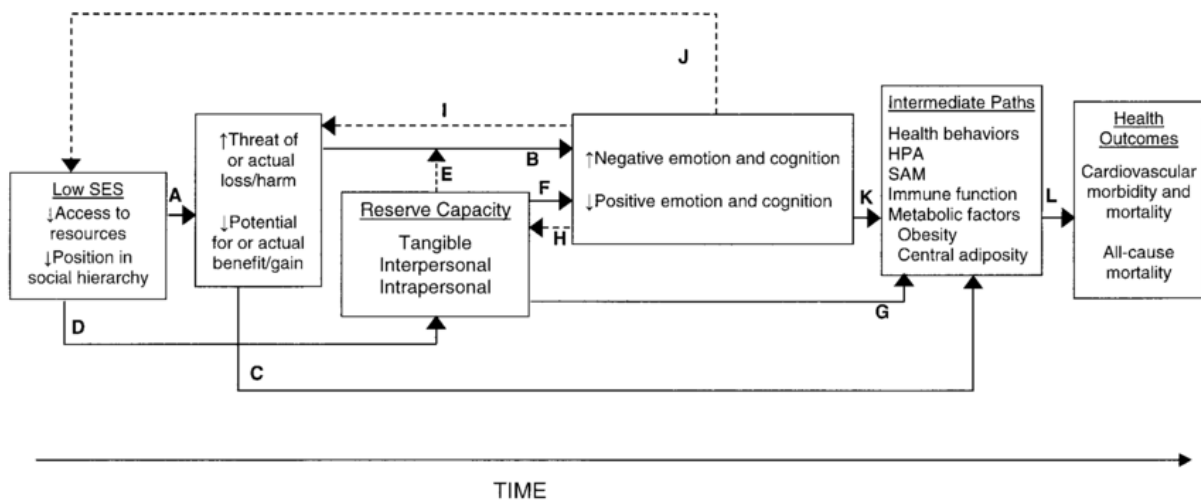 J
Intermediate Paths
Health
Outcomes
I
Health behaviors
HPA
SAM
Immune function
Metabolic factors
Obesity
Central adiposity
↑Threat of
or actual
loss/harm
↓Potential
for or actual
benefit/gain
B
↑Negative emotion and cognition
↓Positive emotion and cognition
Cardiovascular
morbidity and
mortality
All-cause
mortality
Low SES
↓Access to
resources
↓Position in
social hierarchy
A
E
F
K
L
Reserve Capacity
Tangible
Interpersonal
Intrapersonal
H
G
D
C
TIME